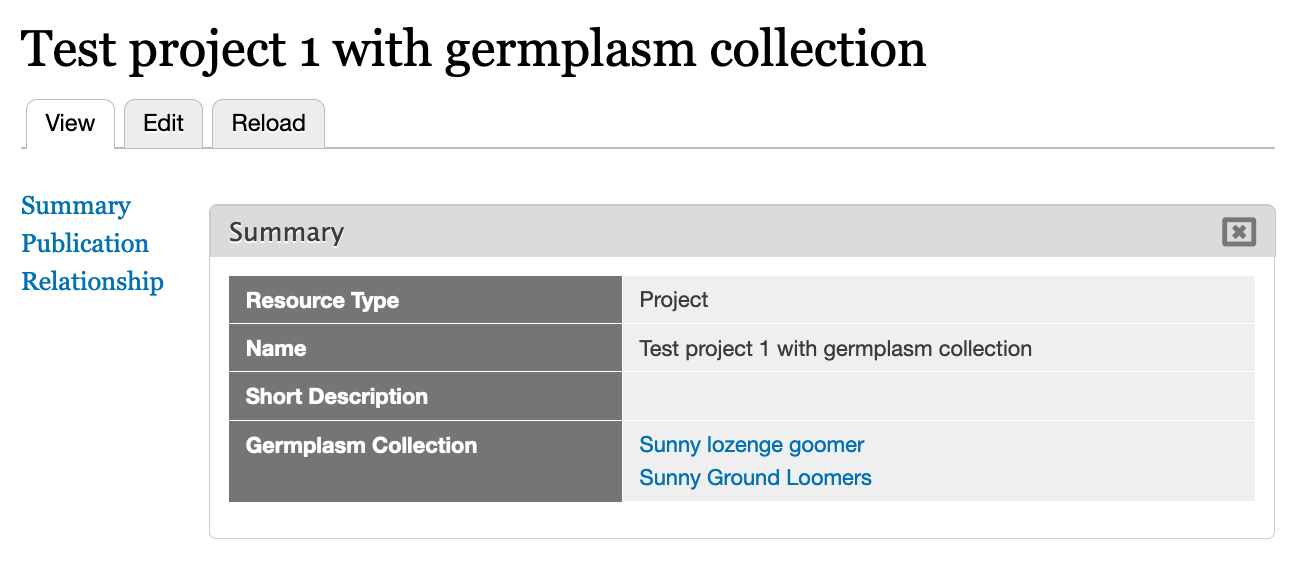 Test project 1 with germplasm collection
View Edit Reload
Summary
Publication
Relationship
Summary
Resource Type Project
Name Test project 1 with germplasm collection
Short Description
Germplasm Collection Sunny lozenge goomer
Sunny Ground Loomers